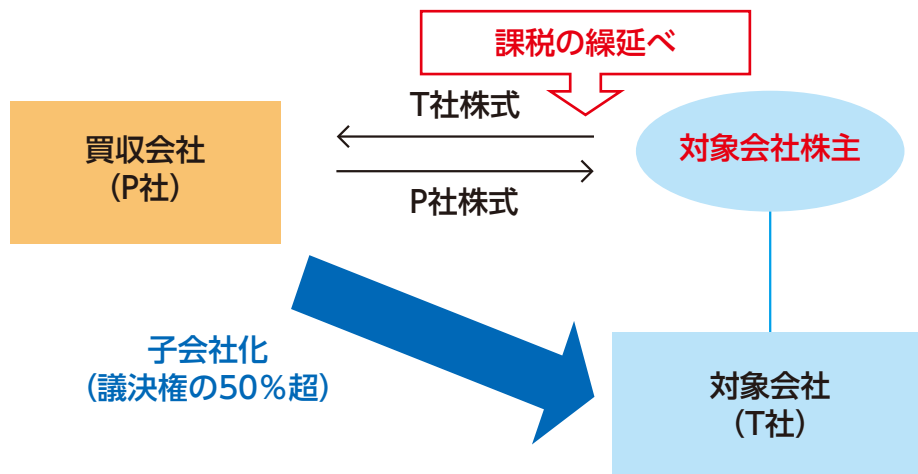 課税の繰延べ
T社株式
買収会社
(P社)
対象会社株主
P社株式
子会社化
(議決権の50%超)
対象会社
(T社)